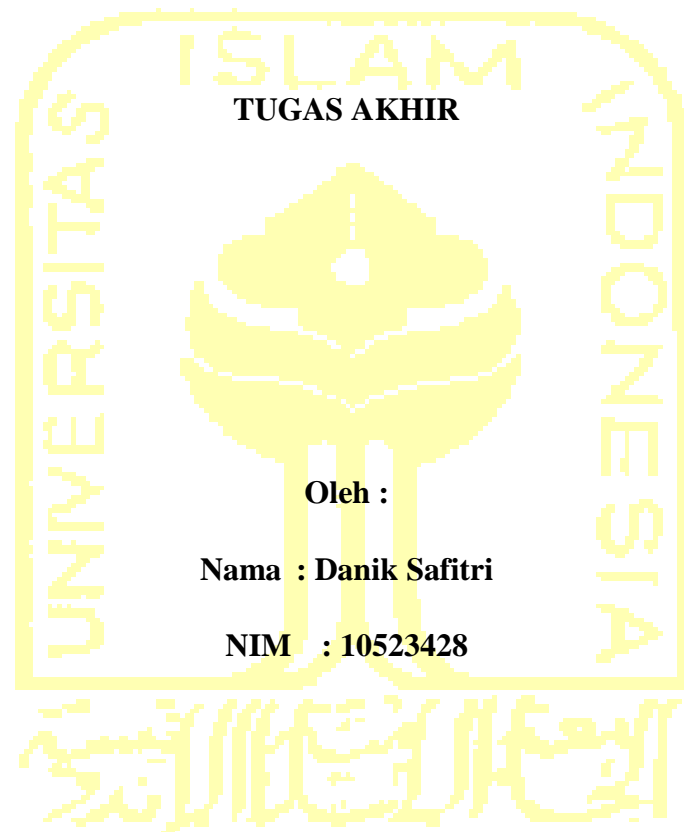 ISLAM
UNIVERSITAS
INDONESIA
TUGAS AKHIR
Oleh :
Nama : Danik Safitri
NIM : 10523428